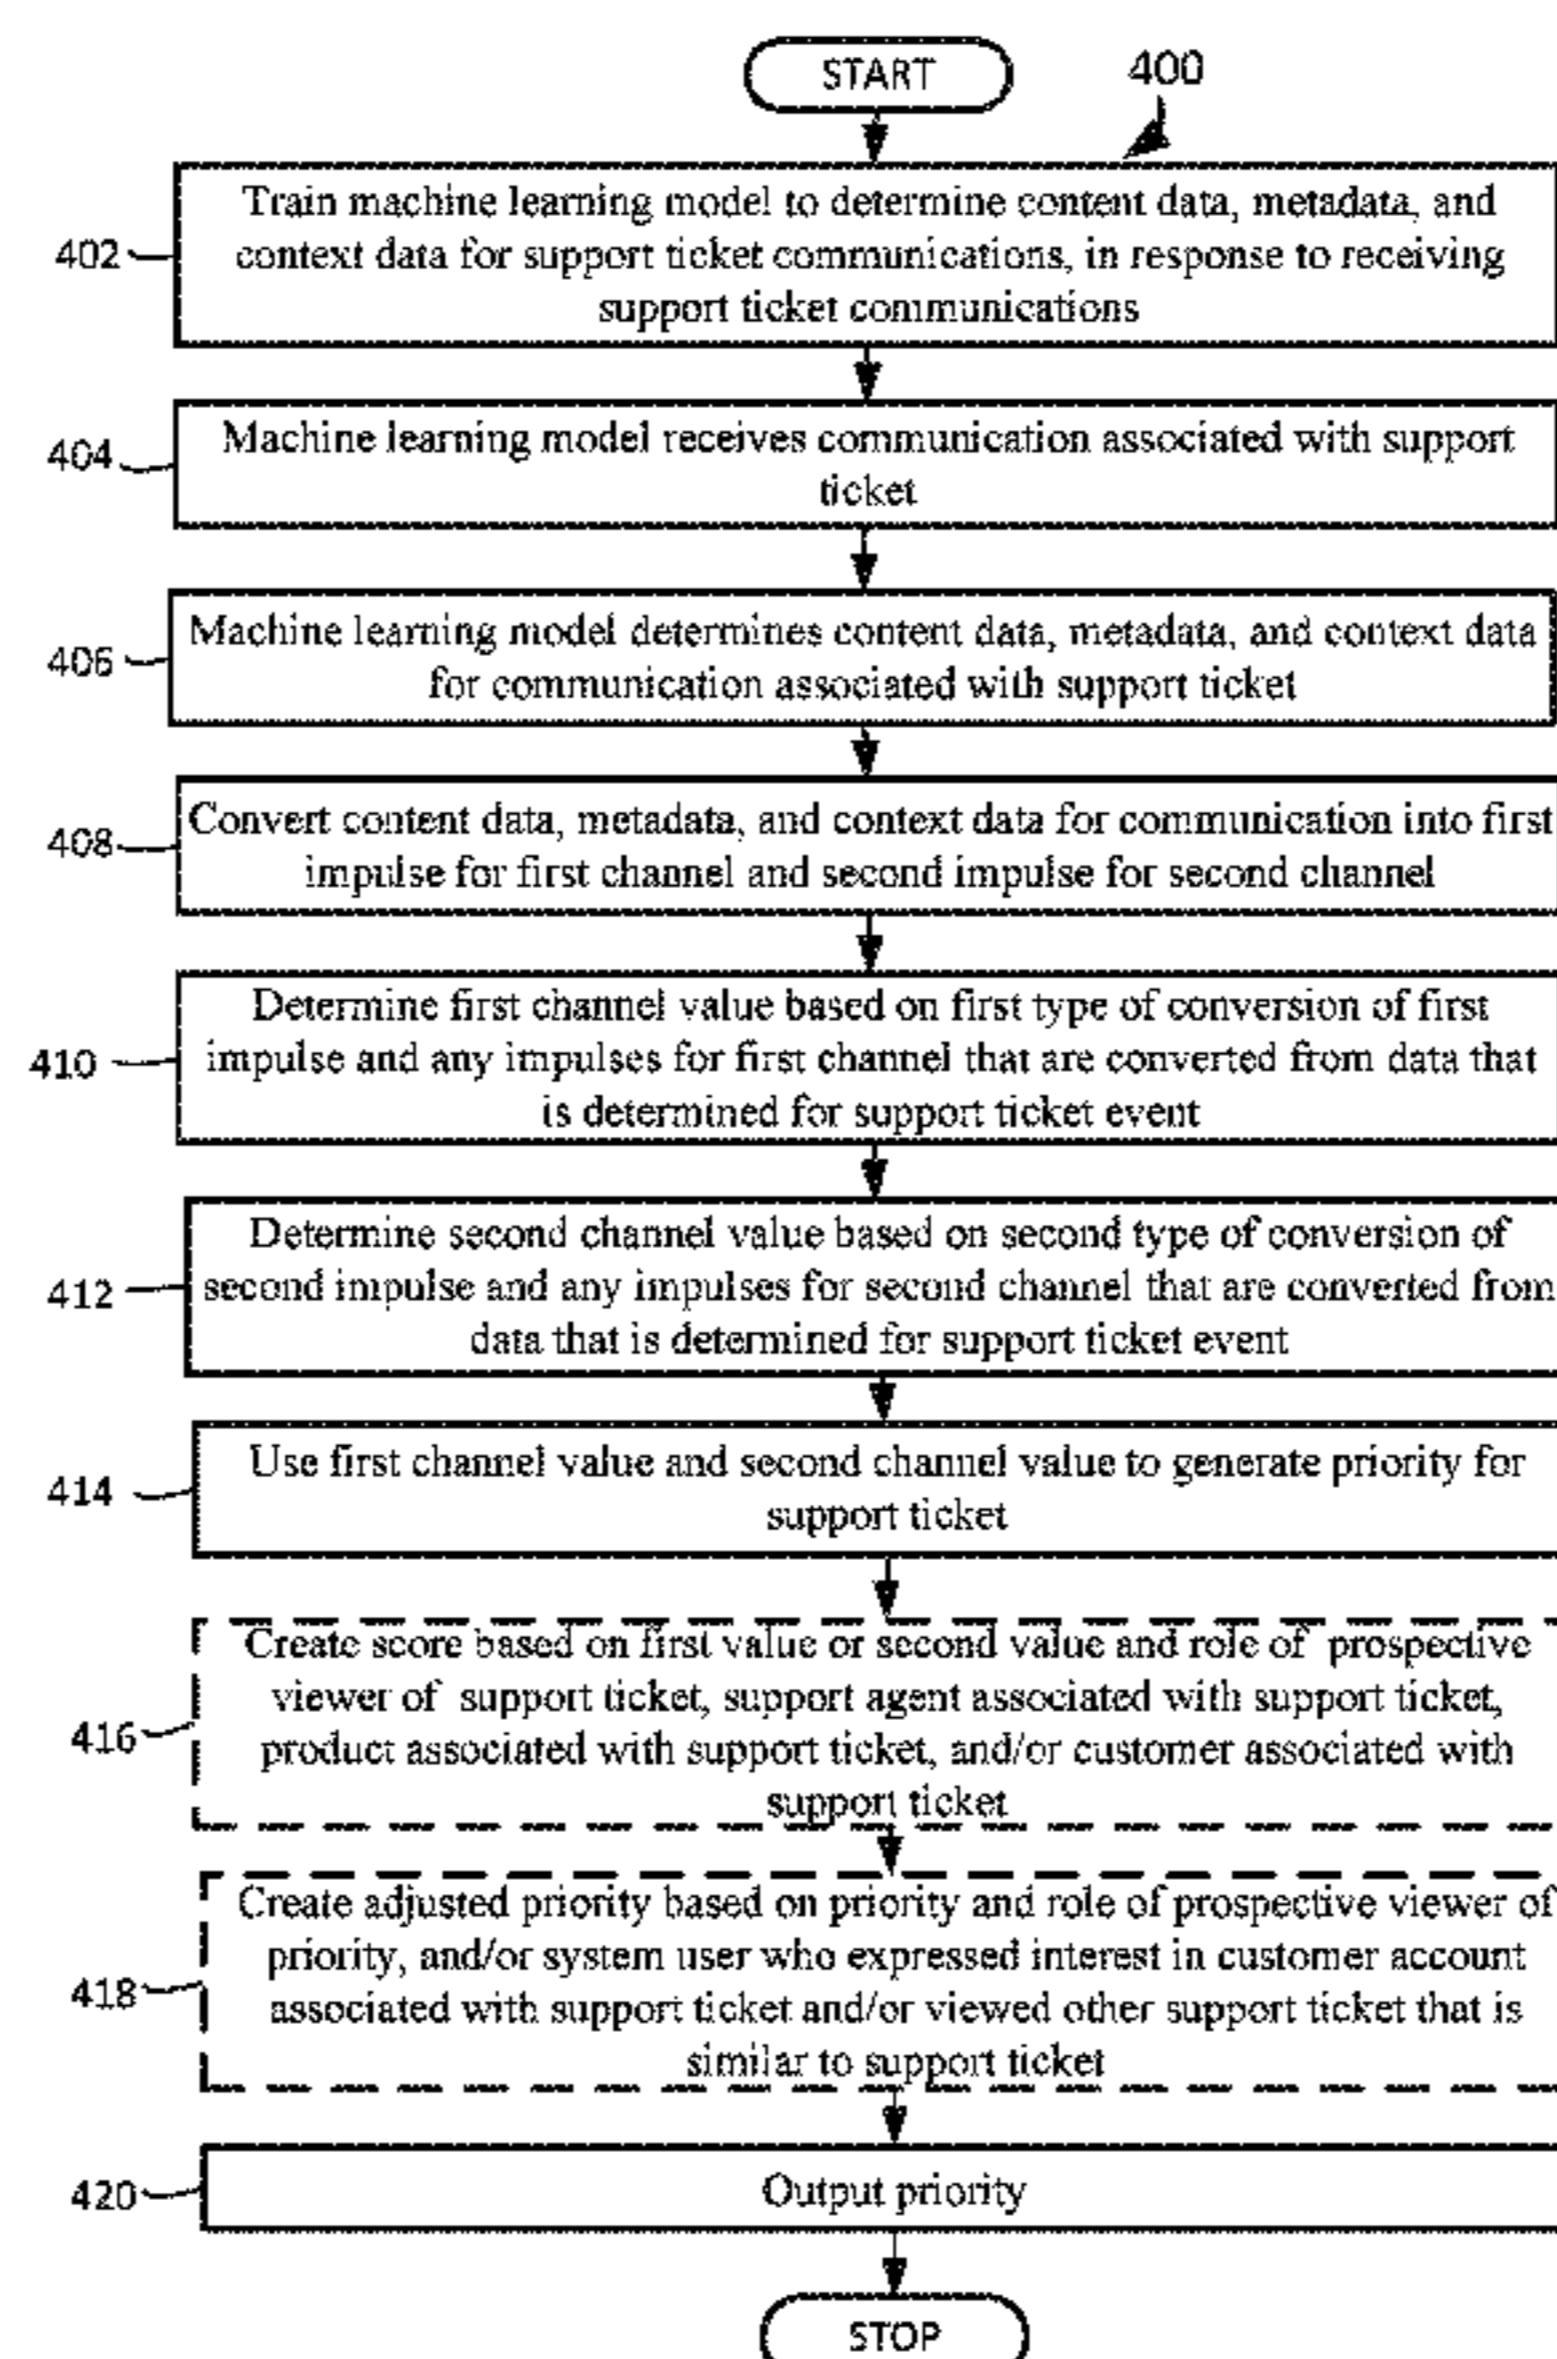 START
400
402
Train machine learning model to determine content data, metadata, and
context data for support ticket communications, in response to receiving
support ticket communications
404
Machine learning model receives communication associated with support
ticket
406
Machine learning model determines content data, metadata, and context data
for communication associated with support ticket
408
Convert content data, metadata, and context data for communication into first
impulse for first channel and second impulse for second channel
410
Determine first channel value based on first type of conversion of first
impulse and any impulses for first channel that are converted from data that
is determined for support ticket event
412
Determine second channel value based on second type of conversion of
second impulse and any impulses for second channel that are converted from
data that is determined for support ticket event
414
Use first channel value and second channel value to generate priority for
support ticket
416
Create score based on first value or second value and role of prospective
viewer of support ticket, support agent associated with support ticket,
product associated with support ticket, and/or customer associated with
support ticket
418
Create adjusted priority based on priority and role of prospective viewer of
priority, and/or system user who expressed interest in customer account
associated with support ticket and/or viewed other support ticket that is
similar to support ticket
420
Output priority
STOP